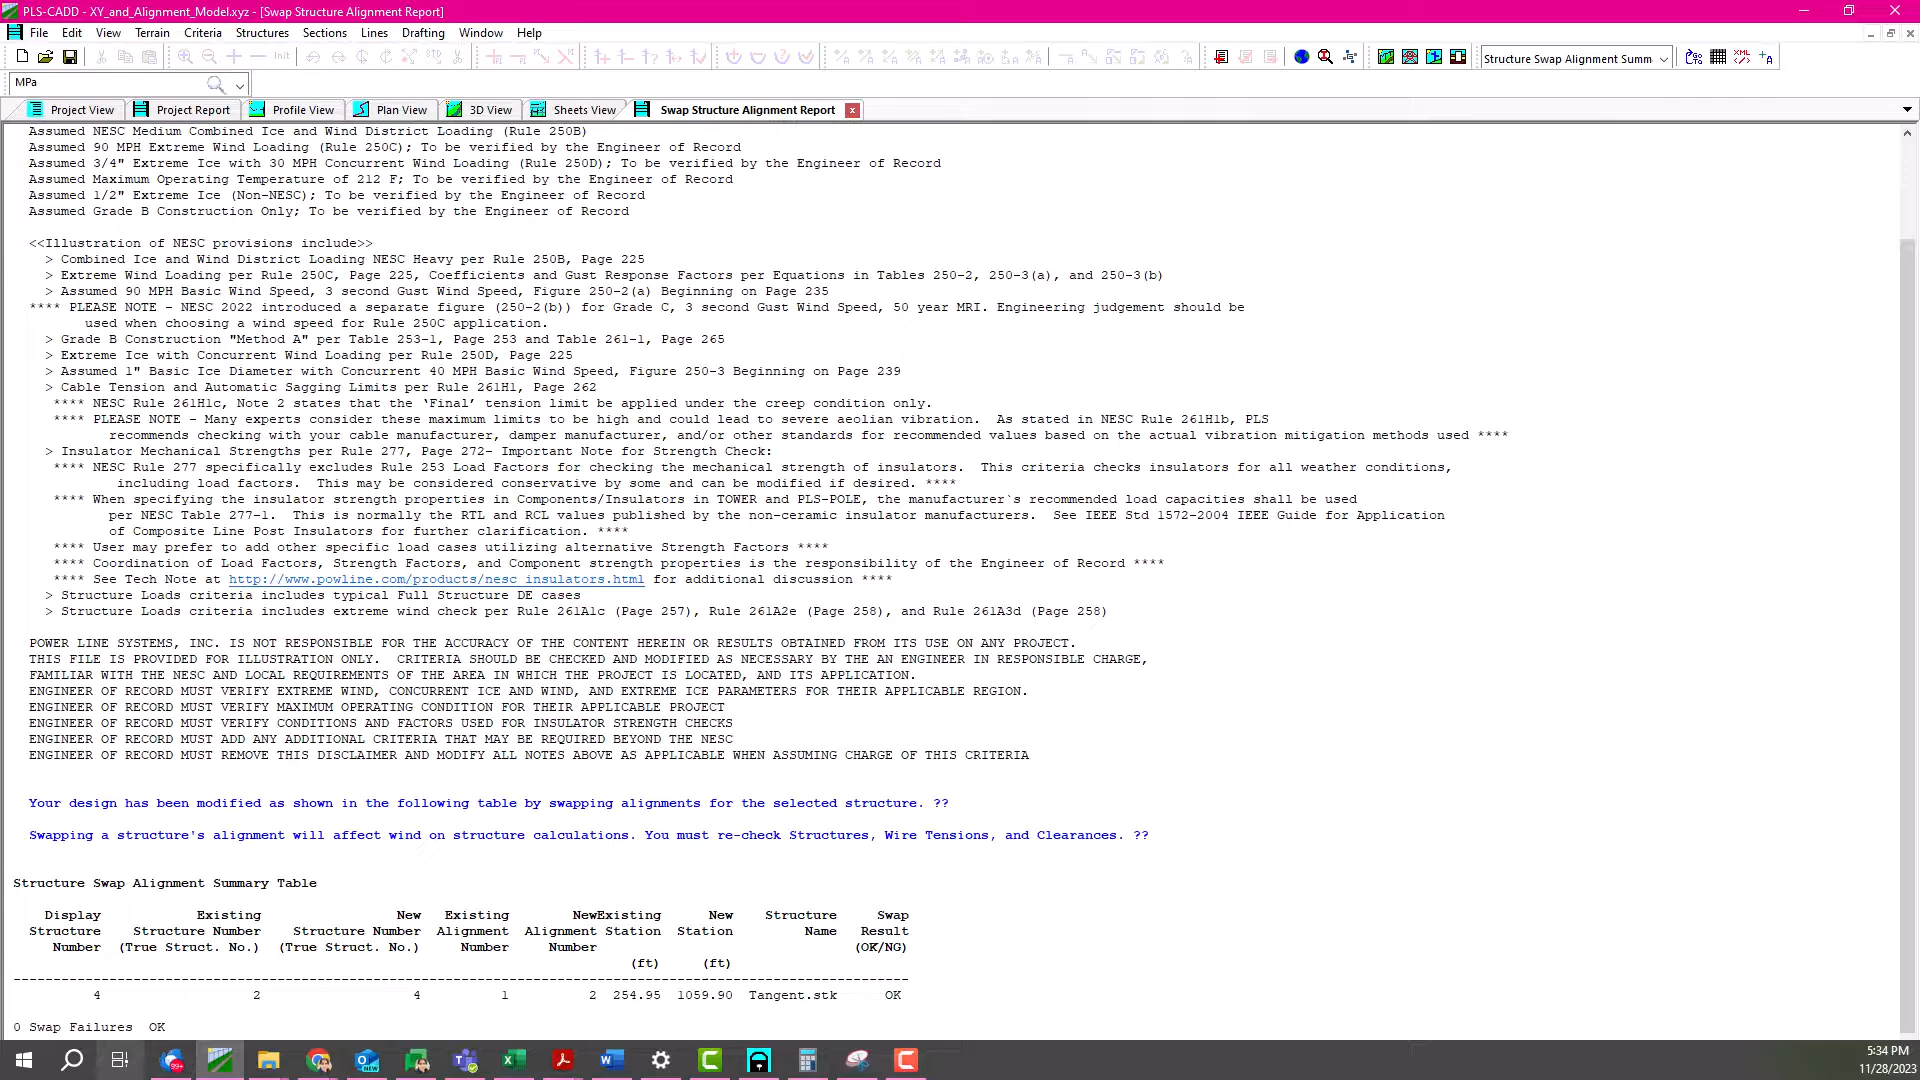 PLS-CADD - XY_and_Alignment_Model.xyz - [Swap Structure Alignment Report]
File Edit View Terrain Criteria Structures Sections Lines Drafting Window Help
Init
Structure Swap Alignment Summ
XML
MPa
Project View Project Report Profile View Plan View 3D View Sheets View Swap Structure Alignment Report
Assumed NESC Medium Combined Ice and Wind District Loading (Rule 250B)
Assumed 90 MPH Extreme Wind Loading (Rule 250C); To be verified by the Engineer of Record
Assumed 3/4" Extreme Ice with 30 MPH Concurrent Wind Loading (Rule 250D); To be verified by the Engineer of Record
Assumed Maximum Operating Temperature of 212 F; To be verified by the Engineer of Record
Assumed 1/2" Extreme Ice (Non-NESC); To be verified by the Engineer of Record
Assumed Grade B Construction Only; To be verified by the Engineer of Record
<<Illustration of NESC provisions include>>
> Combined Ice and Wind District Loading NESC Heavy per Rule 250B, Page 225
> Extreme Wind Loading per Rule 250C, Page 225, Coefficients and Gust Response Factors per Equations in Tables 250-2, 250-3(a), and 250-3(b)
> Assumed 90 MPH Basic Wind Speed, 3 second Gust Wind Speed, Figure 250-2(a) Beginning on Page 235
**** PLEASE NOTE - NESC 2022 introduced a separate figure (250-2(b)) for Grade C, 3 second Gust Wind Speed, 50 year MRI. Engineering judgement should be
used when choosing a wind speed for Rule 250C application.
> Grade B Construction "Method A" per Table 253-1, Page 253 and Table 261-1, Page 265
> Extreme Ice with Concurrent Wind Loading per Rule 250D, Page 225
> Assumed 1" Basic Ice Diameter with Concurrent 40 MPH Basic Wind Speed, Figure 250-3 Beginning on Page 239
> Cable Tension and Automatic Sagging Limits per Rule 261H1, Page 262
**** NESC Rule 261H1c, Note 2 states that the ‘Final’ tension limit be applied under the creep condition only.
**** PLEASE NOTE - Many experts consider these maximum limits to be high and could lead to severe aeolian vibration. As stated in NESC Rule 261H1b, PLS
recommends checking with your cable manufacturer, damper manufacturer, and/or other standards for recommended values based on the actual vibration mitigation methods used ****
> Insulator Mechanical Strengths per Rule 277, Page 272- Important Note for Strength Check:
**** NESC Rule 277 specifically excludes Rule 253 Load Factors for checking the mechanical strength of insulators. This criteria checks insulators for all weather conditions,
including load factors. This may be considered conservative by some and can be modified if desired. ****
**** When specifying the insulator strength properties in Components/Insulators in TOWER and PLS-POLE, the manufacturer`s recommended load capacities shall be used
per NESC Table 277-1. This is normally the RTL and RCL values published by the non-ceramic insulator manufacturers. See IEEE Std 1572-2004 IEEE Guide for Application
of Composite Line Post Insulators for further clarification. ****
**** User may prefer to add other specific load cases utilizing alternative Strength Factors ****
**** Coordination of Load Factors, Strength Factors, and Component strength properties is the responsibility of the Engineer of Record ****
**** See Tech Note at http://www.powline.com/products/nesc_insulators.html for additional discussion ****
> Structure Loads criteria includes typical Full Structure DE cases
> Structure Loads criteria includes extreme wind check per Rule 261A1c (Page 257), Rule 261A2e (Page 258), and Rule 261A3d (Page 258)
POWER LINE SYSTEMS, INC. IS NOT RESPONSIBLE FOR THE ACCURACY OF THE CONTENT HEREIN OR RESULTS OBTAINED FROM ITS USE ON ANY PROJECT.
THIS FILE IS PROVIDED FOR ILLUSTRATION ONLY. CRITERIA SHOULD BE CHECKED AND MODIFIED AS NECESSARY BY THE AN ENGINEER IN RESPONSIBLE CHARGE,
FAMILIAR WITH THE NESC AND LOCAL REQUIREMENTS OF THE AREA IN WHICH THE PROJECT IS LOCATED, AND ITS APPLICATION.
ENGINEER OF RECORD MUST VERIFY EXTREME WIND, CONCURRENT ICE AND WIND, AND EXTREME ICE PARAMETERS FOR THEIR APPLICABLE REGION.
ENGINEER OF RECORD MUST VERIFY MAXIMUM OPERATING CONDITION FOR THEIR APPLICABLE PROJECT
ENGINEER OF RECORD MUST VERIFY CONDITIONS AND FACTORS USED FOR INSULATOR STRENGTH CHECKS
ENGINEER OF RECORD MUST ADD ANY ADDITIONAL CRITERIA THAT MAY BE REQUIRED BEYOND THE NESC
ENGINEER OF RECORD MUST REMOVE THIS DISCLAIMER AND MODIFY ALL NOTES ABOVE AS APPLICABLE WHEN ASSUMING CHARGE OF THIS CRITERIA
Your design has been modified as shown in the following table by swapping alignments for the selected structure. ??
Swapping a structure's alignment will affect wind on structure calculations. You must re-check Structures, Wire Tensions, and Clearances. ??
Structure Swap Alignment Summary Table
Display Existing New Existing NewExisting New Structure Swap
Structure Structure Number Structure Number Alignment Alignment Station Station Name Result
Number (True Struct. No.) (True Struct. No.) Number Number (OK/NG)
(ft) (ft)
4 2 4 1 2 254.95 1059.90 Tangent.stk OK
0 Swap Failures OK
99+
NEW
5:34 PM
11/28/2023